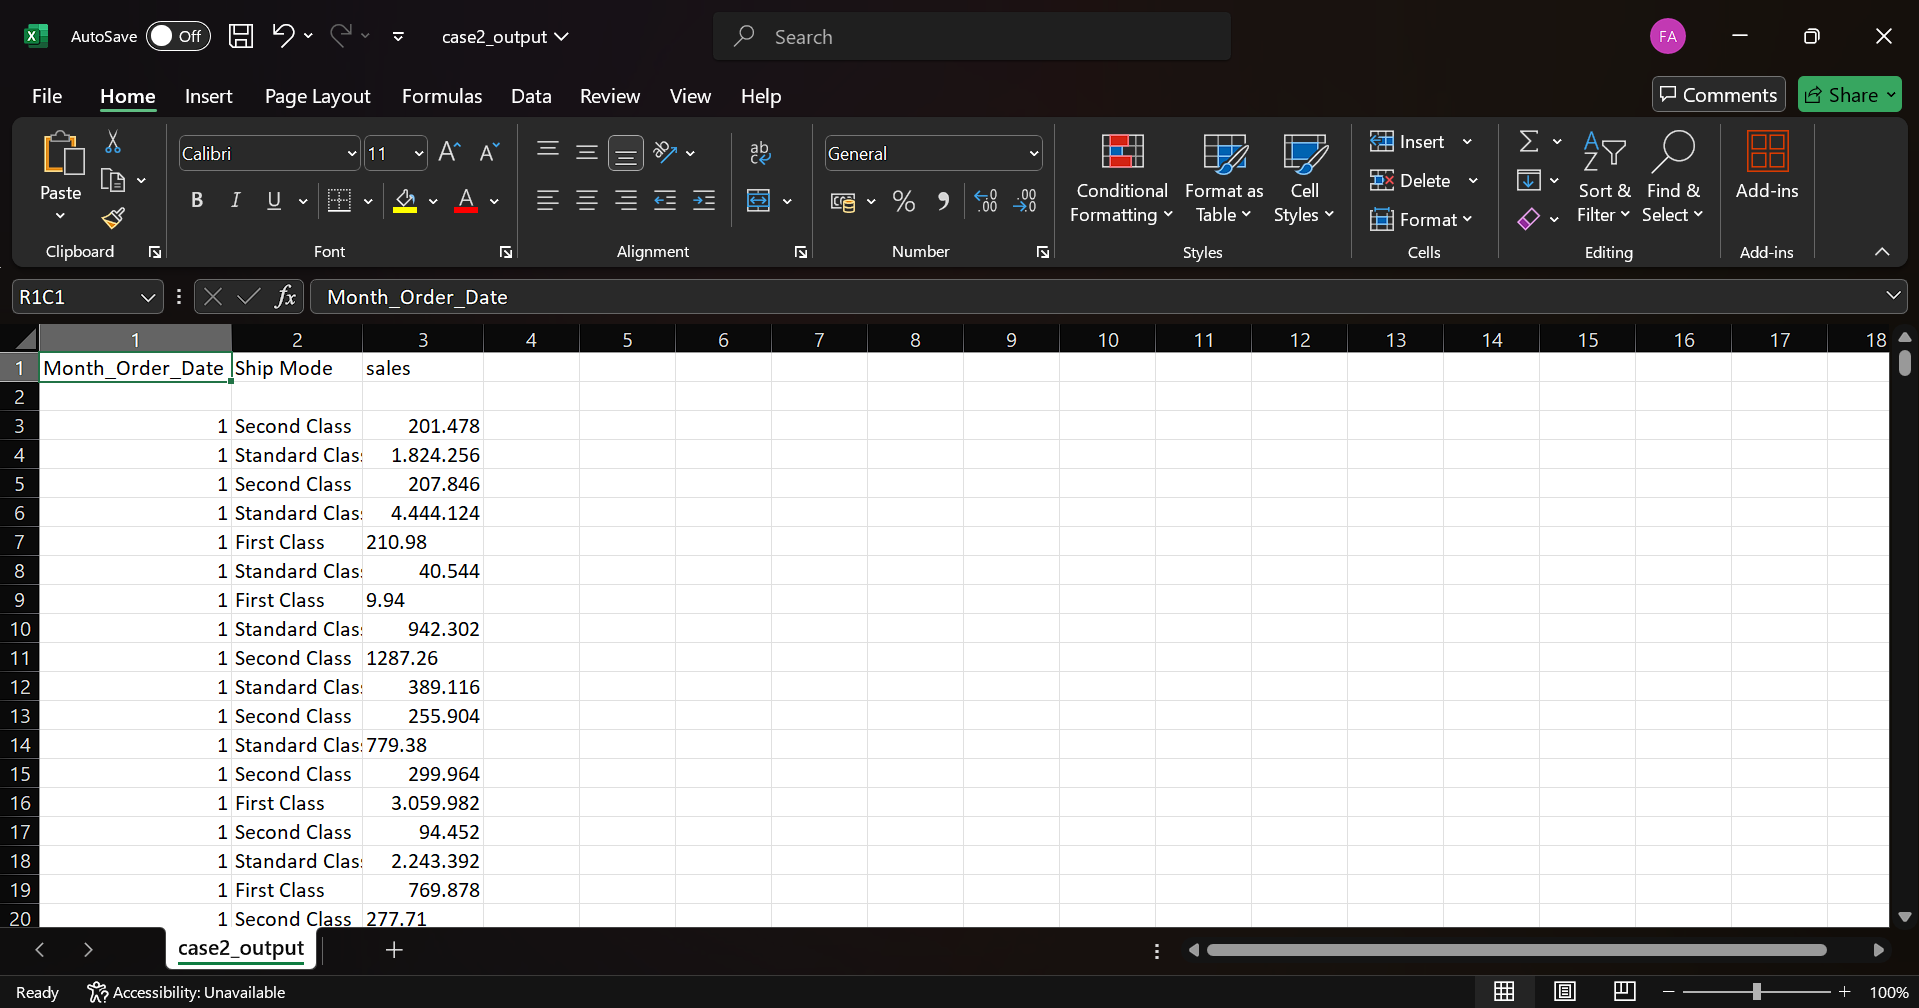 AutoSave Off case2_output Search FA
File Home Insert Page Layout Formulas Data Review View Help Comments Share
Calibri 11 General Insert
Paste Conditional Formatting Format as Table Cell Styles Delete Sort & Filter Find & Select Add-ins
Format
Clipboard Font Alignment Number Styles Cells Editing Add-ins
R1C1 fx Month_Order_Date
1 2 3 4 5 6 7 8 9 10 11 12 13 14 15 16 17 18
1 Month_Order_Date Ship Mode sales
2
3 1 Second Class 201.478
4 1 Standard Clas 1.824.256
5 1 Second Class 207.846
6 1 Standard Clas 4.444.124
7 1 First Class 210.98
8 1 Standard Clas 40.544
9 1 First Class 9.94
10 1 Standard Clas 942.302
11 1 Second Class 1287.26
12 1 Standard Clas 389.116
13 1 Second Class 255.904
14 1 Standard Clas 779.38
15 1 Second Class 299.964
16 1 First Class 3.059.982
17 1 Second Class 94.452
18 1 Standard Clas 2.243.392
19 1 First Class 769.878
20 1 Second Class 277.71
case2_output
Ready Accessibility: Unavailable 100%